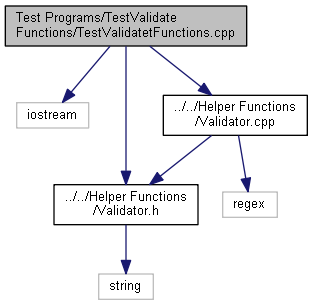 Test Programs/TestValidate
Functions/TestValidatetFunctions.cpp
iostream
../../Helper Functions
/Validator.cpp
../../Helper Functions
/Validator.h
regex
string